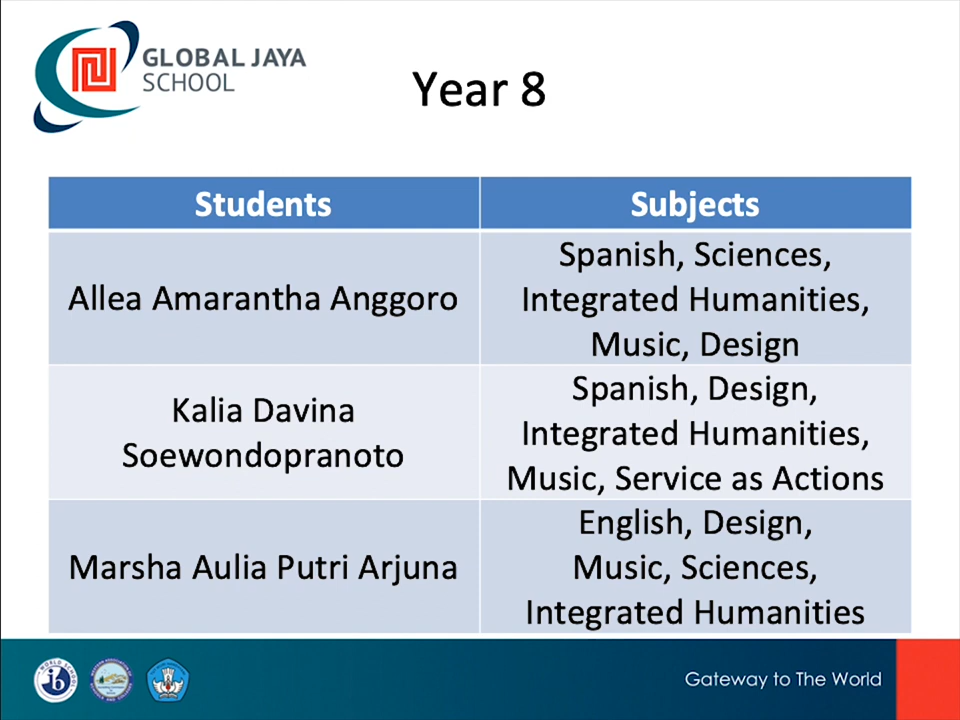 GLOBAL JAYA
SCHOOL
Year 8
Students
Subjects
Allea Amarantha Anggoro
Spanish, Sciences,
Integrated Humanities,
Music, Design
Kalia Davina
Soewondopranoto
Spanish, Design,
Integrated Humanities,
Music, Service as Actions
Marsha Aulia Putri Arjuna
English, Design,
Music, Sciences,
Integrated Humanities
Gateway to The World